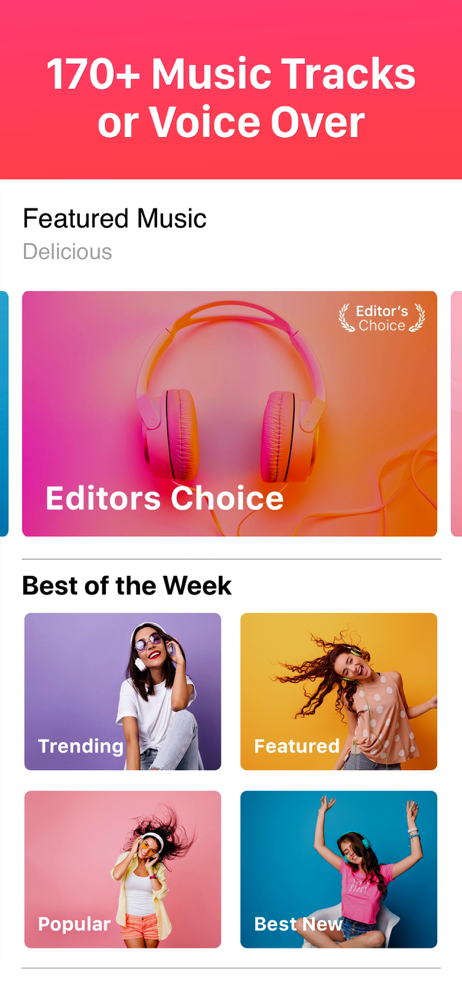 170+ Music Tracks
or Voice Over
Featured Music
Delicious
Editor's
Choice
Editors Choice
Best of the Week
Trending
Featured
Popular
Best New